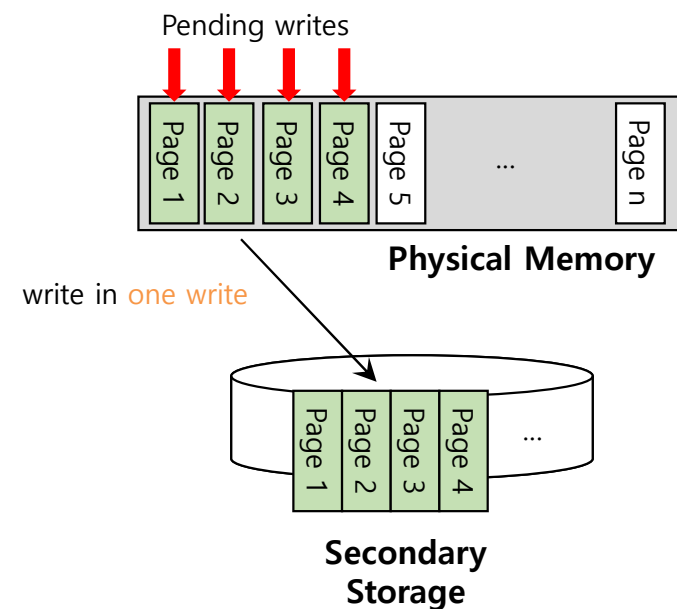 Pending writes
Page 1
Page 2
Page 3
Page 4
Page 5
...
Page n
Physical Memory
write in one write
Page 1
Page 2
Page 3
Page 4
...
Secondary
Storage